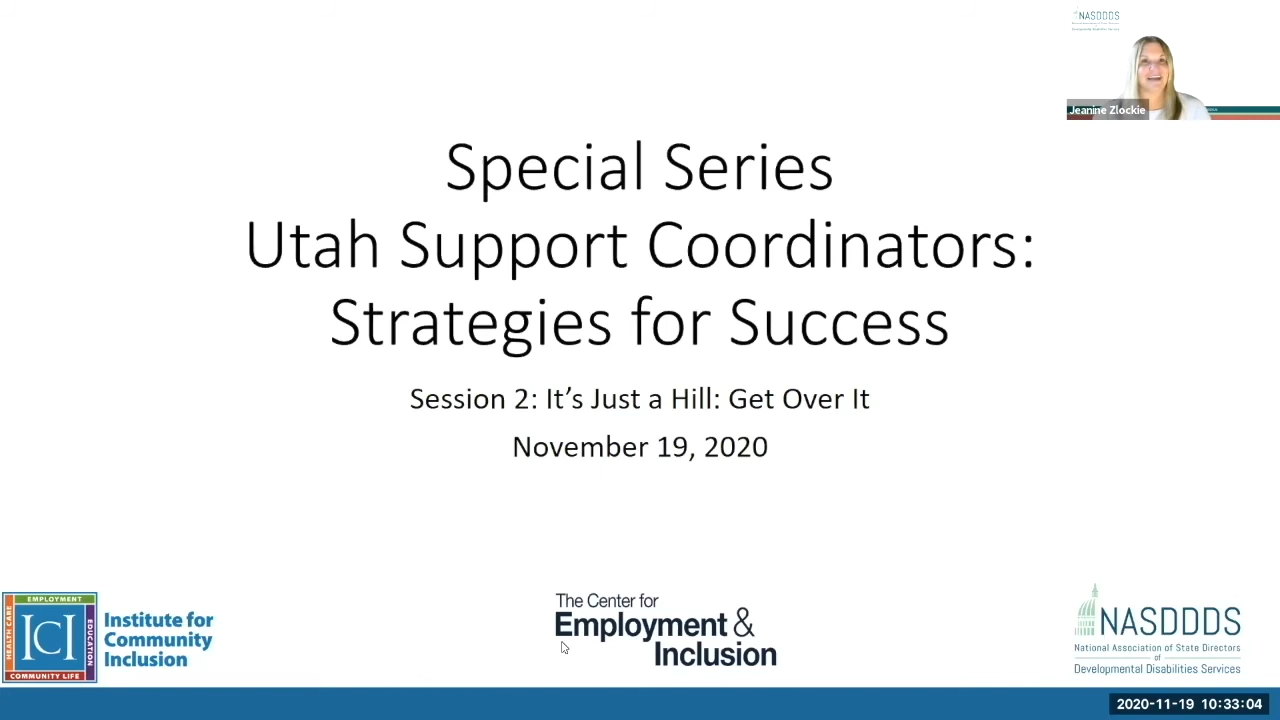 NASDDDS
Jeanine Zlockie
Special Series
Utah Support Coordinators:
Strategies for Success
Session 2: It’s Just a Hill: Get Over It
November 19, 2020
EMPLOYMENT
HEALTH CARE
ICI
EDUCATION
COMMUNITY LIFE
Institute for
Community
Inclusion
The Center for
Employment &
Inclusion
NASDDDS
National Association of State Directors
of
Developmental Disabilities Services
2020-11-19 10:33:04